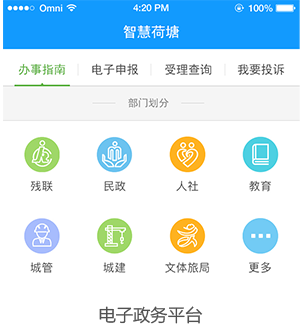 Omni 4:20 PM 100%
智慧荷塘
办事指南 电子申报 受理查询 我要投诉
部门划分
残联 民政 人社 教育
城管 城建 文体旅局 更多
电子政务平台